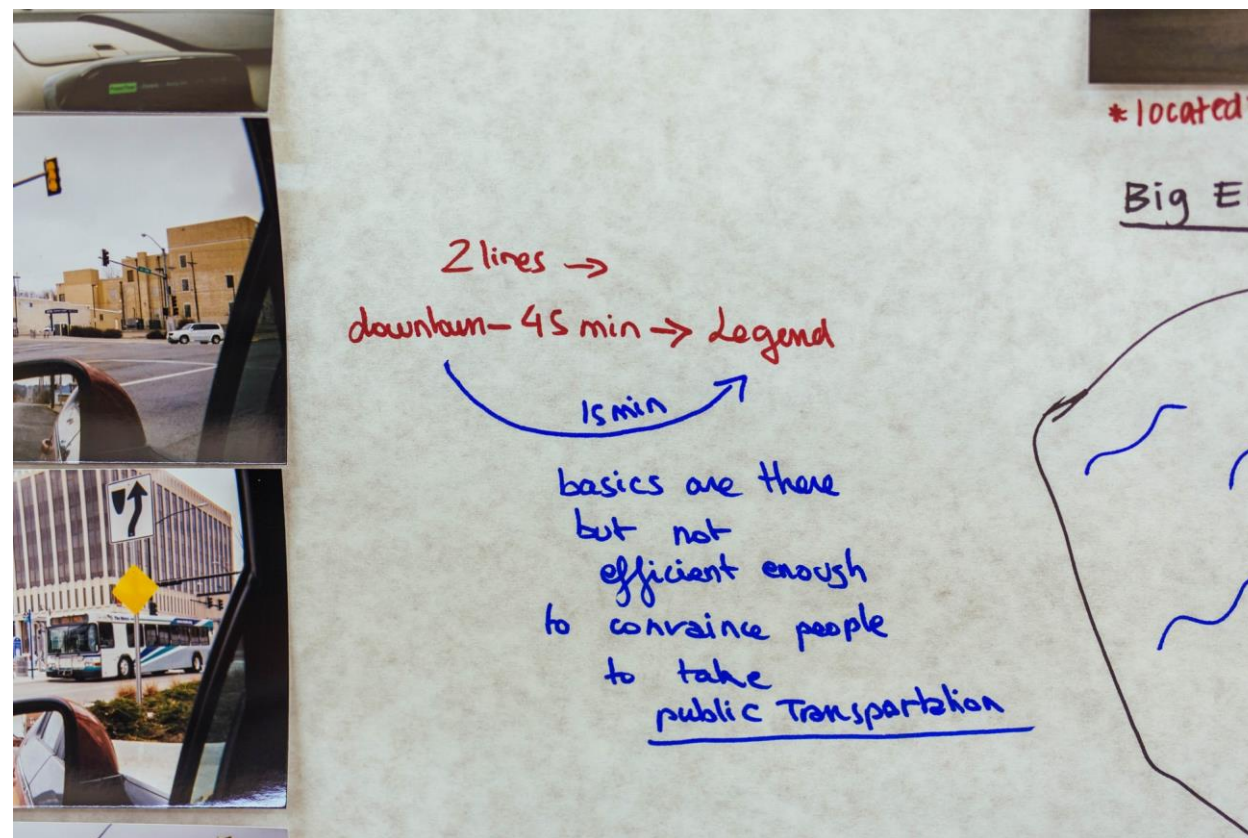 2 lines →
downtown – 45 min → Legend
15 min
basics are there
but not
efficient enough
to convaince people
to take
public Transportation
* located
Big E